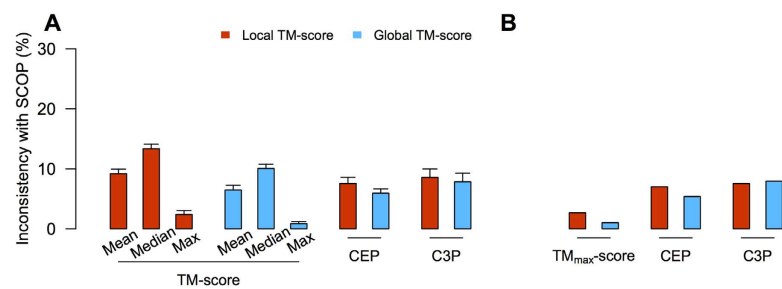 A
B
Local TM-score
Global TM-score
Inconsistency with SCOP (%)
30
20
10
0
Mean
Median
Max
Mean
Median
Max
TM-score
CEP
C3P
TMmax-score
CEP
C3P